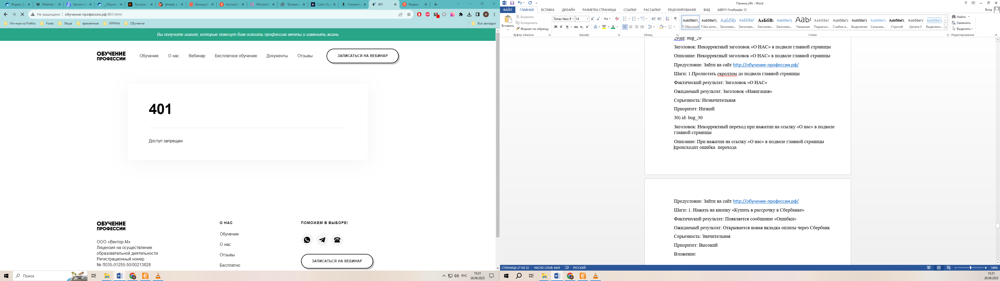 Яндекс Ди
Webinar.
Записи ве
__Обучен
Лучшие с
already ex
Большой
microsoft
Microsoft
"Вильямс
Сэмс: На
Скачанны
401
Яндекс
Не защищено
обучение-профессии.рф/401.html
Им-ные из Firefox
Forex
Леша
временное
ИРИНА
Обучение
Все закладки
Вы получите знания, которые помогут Вам освоить профессию мечты и изменить жизнь
ОБУЧЕНИЕ
ПРОФЕССИИ
Обучение
О нас
Вебинар
Бесплатное обучение
Документы
Отзывы
ЗАПИСАТЬСЯ НА ВЕБИНАР
401
Доступ запрещен
ОБУЧЕНИЕ
ПРОФЕССИИ
ООО «Вектор-М»
Лицензия на осуществление
образовательной деятельности
Регистрационный номер :
№ Л035-01255-50/00213828
О НАС
Обучение
О нас
Отзывы
Бесплатно
ПОМОЖЕМ В ВЫБОРЕ!
ЗАПИСАТЬСЯ НА ВЕБИНАР
Поиск
РУС
15:31
26.09.2023
Панина_ИА - Word
Вход
ФАЙЛ
ГЛАВНАЯ
ВСТАВКА
ДИЗАЙН
РАЗМЕТКА СТРАНИЦЫ
ССЫЛКИ
РАССЫЛКИ
РЕЦЕНЗИРОВАНИЕ
ВИД
ABBYY FineReader 12
Вставить
Вырезать
Копировать
Формат по образцу
Буфер обмена
Times New R
14
Ж К Ч abc x₂ x²
Шрифт
Абзац
АаБбВвГг,
¶ Обычный
¶ Без инте...
Заголово...
Заголово...
Заголово...
Заголово...
Название
Подзагол...
Слабое в...
Выделение
Сильное...
Строгий
Цитата 2
Выделенн...
Стили
Найти
Заменить
Выделить
Редактирование
29)id: bug_29
Заголовок: Некорректный заголовок «О НАС» в подвале главной страницы
Описание: Некорректный заголовок «О НАС» в подвале главной страницы
Предусловие: Зайти на сайт http://обучение-профессии.рф/
Шаги: 1.Пролистать скроллом до подвала главной страницы
Фактический результат: Заголовок «О НАС»
Ожидаемый результат: Заголовок «Навигация»
Серьезность: Незначительная
Приоритет: Низкий
30) id: bug_30
Заголовок: Некорректный переход при нажатии на ссылку «О нас» в подвале
главной страницы
Описание: При нажатии на ссылку «О нас» в подвале главной страницы
происходит ошибка  перехода
Предусловие: Зайти на сайт http://обучение-профессии.рф/
Шаги: 1. Нажать на кнопку «Купить в рассрочку в Сбербанке»
Фактический результат: Появляется сообщение «Ошибки»
Ожидаемый результат: Открывается новая вкладка оплаты через Сбербанк
Серьезность: Значительная
Приоритет: Высокий
Вложение:
СТРАНИЦА 27 ИЗ 32
ЧИСЛО СЛОВ: 4429
РУССКИЙ
100%
15:31
26.09.2023